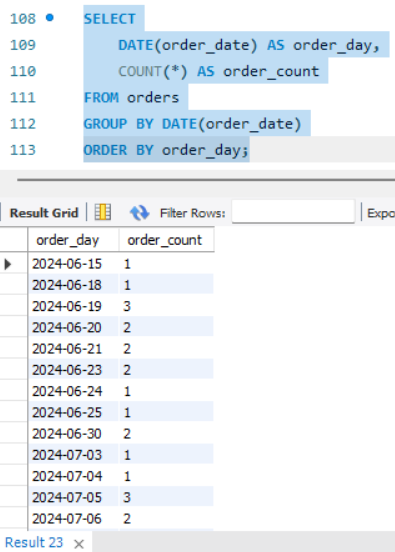 108 SELECT
109 DATE(order_date) AS order_day,
110 COUNT(*) AS order_count
111 FROM orders
112 GROUP BY DATE(order_date)
113 ORDER BY order_day;
Result Grid Filter Rows: Expo
order_day order_count
2024-06-15 1
2024-06-18 1
2024-06-19 3
2024-06-20 2
2024-06-21 2
2024-06-23 2
2024-06-24 1
2024-06-25 1
2024-06-30 2
2024-07-03 1
2024-07-04 1
2024-07-05 3
2024-07-06 2
Result 23